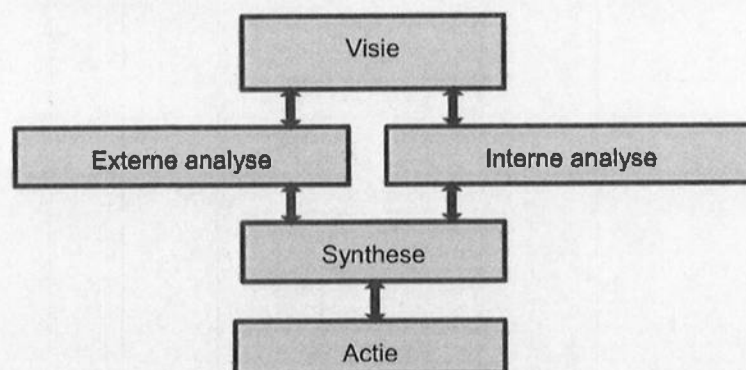 Visie
Externe analyse
Interne analyse
Synthese
Actie